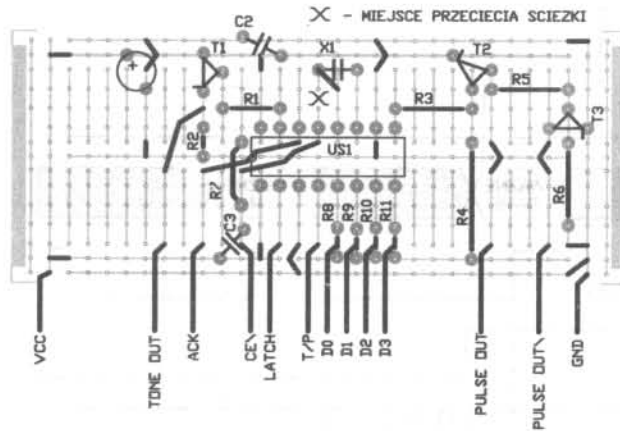 X - MIEJSCE PRZECIECIA SCIEZKI
C2
T1
X1
T2
R5
R1
R3
T3
R2
US1
R7
R6
C3
R8
R9
R10
R11
R4
VCC
TONE OUT
ACK
CE\
LATCH
T/P
D0
D1
D2
D3
PULSE OUT
PULSE OUT\
GND